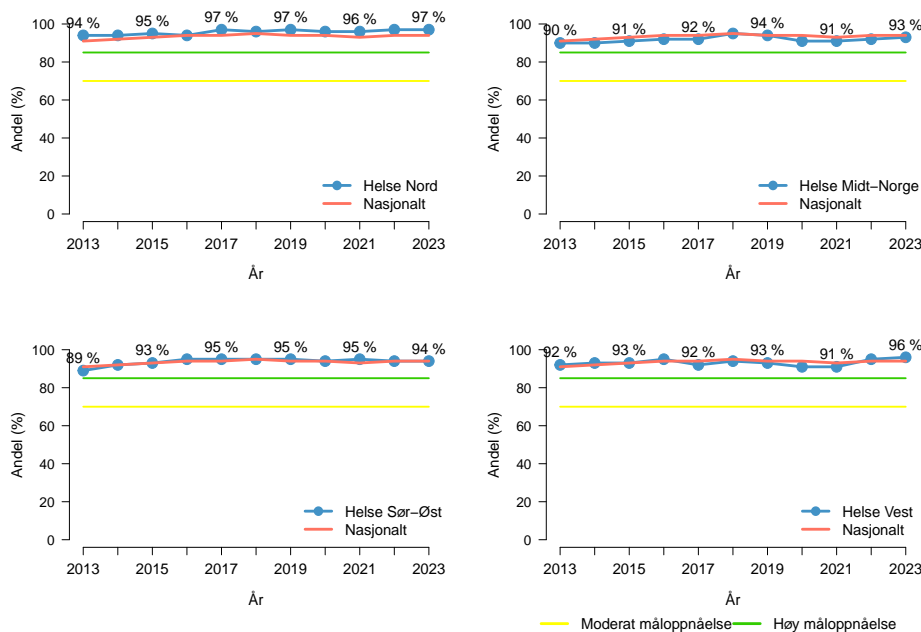 94 % 95 % 97 % 97 % 96 % 97 %
100
80
60
40
20
0
Andel (%)
Helse Nord
Nasjonalt
2013 2015 2017 2019 2021 2023
År
90 % 91 % 92 % 94 % 91 % 93 %
100
80
60
40
20
0
Andel (%)
Helse Midt−Norge
Nasjonalt
2013 2015 2017 2019 2021 2023
År
89 % 93 % 95 % 95 % 95 % 94 %
100
80
60
40
20
0
Andel (%)
Helse Sør−Øst
Nasjonalt
2013 2015 2017 2019 2021 2023
År
92 % 93 % 92 % 93 % 91 % 96 %
100
80
60
40
20
0
Andel (%)
Helse Vest
Nasjonalt
2013 2015 2017 2019 2021 2023
År
Moderat måloppnåelse Høy måloppnåelse